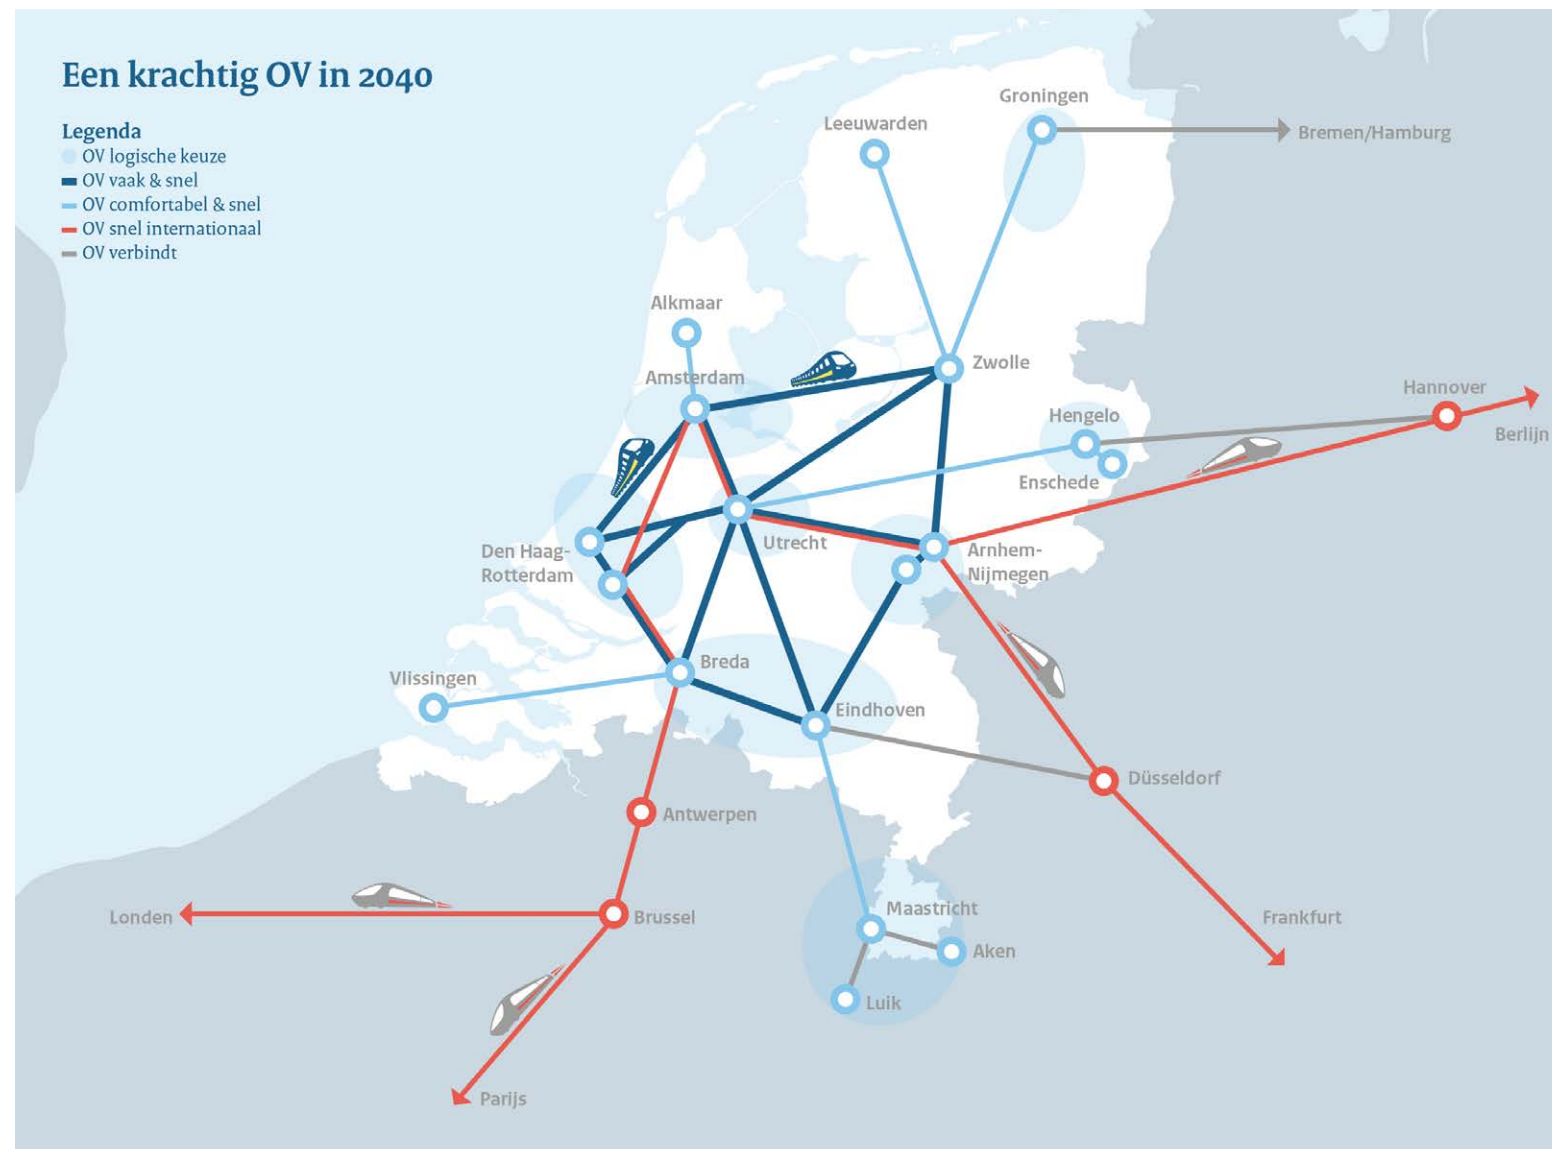 Een krachtig OV in 2040
Legenda
OV logische keuze
OV vaak & snel
OV comfortabel & snel
OV snel internationaal
OV verbindt
Groningen
Leeuwarden
Bremen/Hamburg
Alkmaar
Amsterdam
Zwolle
Hannover
Hengelo
Berlijn
Enschede
Utrecht
Den Haag-
Rotterdam
Arnhem-
Nijmegen
Breda
Vlissingen
Eindhoven
Düsseldorf
Antwerpen
Maastricht
Londen
Brussel
Frankfurt
Aken
Luik
Parijs